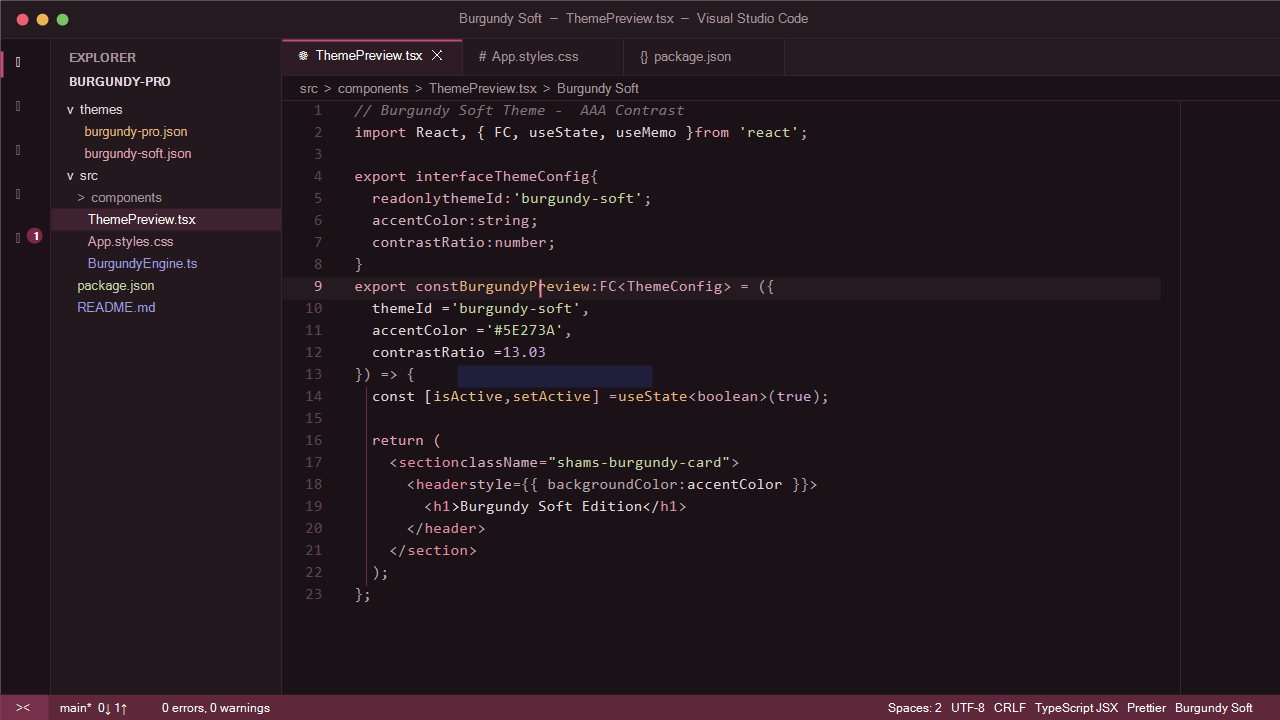 Burgundy Soft — ThemePreview.tsx — Visual Studio Code
EXPLORER
BURGUNDY-PRO
v themes
burgundy-pro.json
burgundy-soft.json
v src
> components
ThemePreview.tsx
App.styles.css
BurgundyEngine.ts
package.json
README.md
1
ThemePreview.tsx
# App.styles.css
{} package.json
src > components > ThemePreview.tsx > Burgundy Soft
1 // Burgundy Soft Theme -  AAA Contrast
2 import React, { FC, useState, useMemo }from 'react';
3
4 export interfaceThemeConfig{
5   readonlythemeId:'burgundy-soft';
6   accentColor:string;
7   contrastRatio:number;
8 }
9 export constBurgundyPreview:FC<ThemeConfig> = ({
10   themeId ='burgundy-soft',
11   accentColor ='#5E273A',
12   contrastRatio =13.03
13 }) => {
14   const [isActive,setActive] =useState<boolean>(true);
15
16   return (
17     <sectionclassName="shams-burgundy-card">
18       <headerstyle={{ backgroundColor:accentColor }}>
19         <h1>Burgundy Soft Edition</h1>
20       </header>
21     </section>
22   );
23 };
>< main* 0↓ 1↑ 0 errors, 0 warnings Spaces: 2 UTF-8 CRLF TypeScript JSX Prettier Burgundy Soft